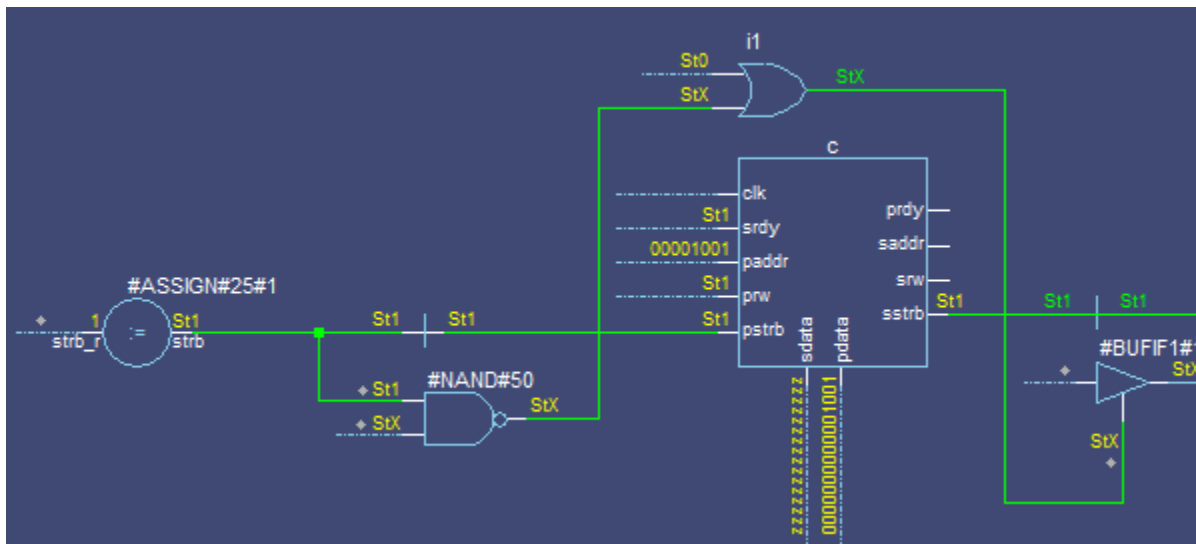 i1
St0
StX
StX
c
clk
prdy
St1
srdy
saddr
00001001
paddr
#ASSIGN#25#1
St1
prw
srw
1
St1
St1
St1
St1
pstrb
sstrb
St1
St1
St1
strb_r
:=
strb
sdata
pdata
#NAND#50
#BUFIF1#1
St1
StX
StX
StX
StX
0000000000001001